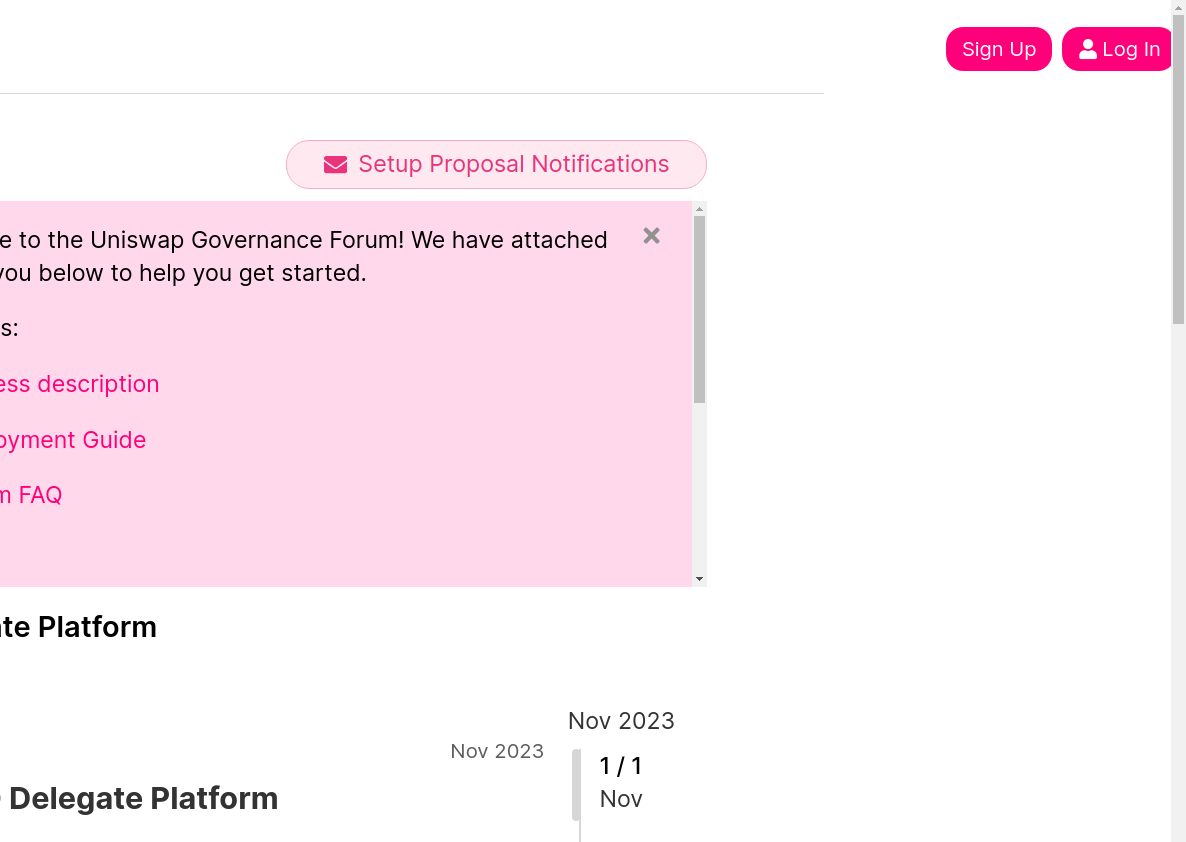 Sign Up
Log In
Setup Proposal Notifications
e to the Uniswap Governance Forum! We have attached
you below to help you get started.
s:
ess description
oyment Guide
m FAQ
te Platform
Nov 2023
Nov 2023
1 / 1
Delegate Platform
Nov